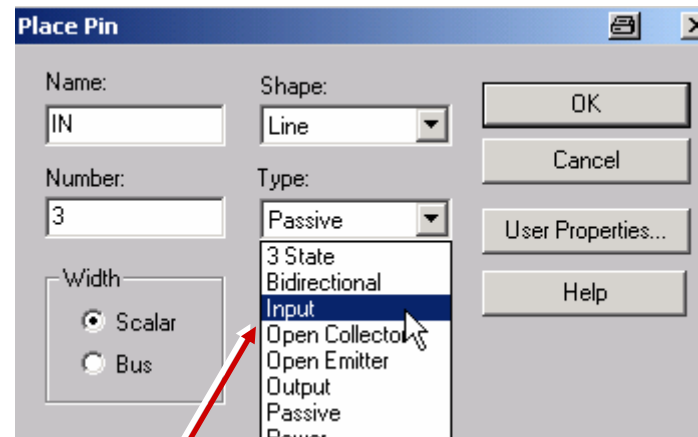 Place Pin
Name:
IN
Shape:
Line
OK
Cancel
Number:
3
Type:
Passive
User Properties...
Help
Width
Scalar
Bus
3 State
Bidirectional
Input
Open Collector
Open Emitter
Output
Passive
Power